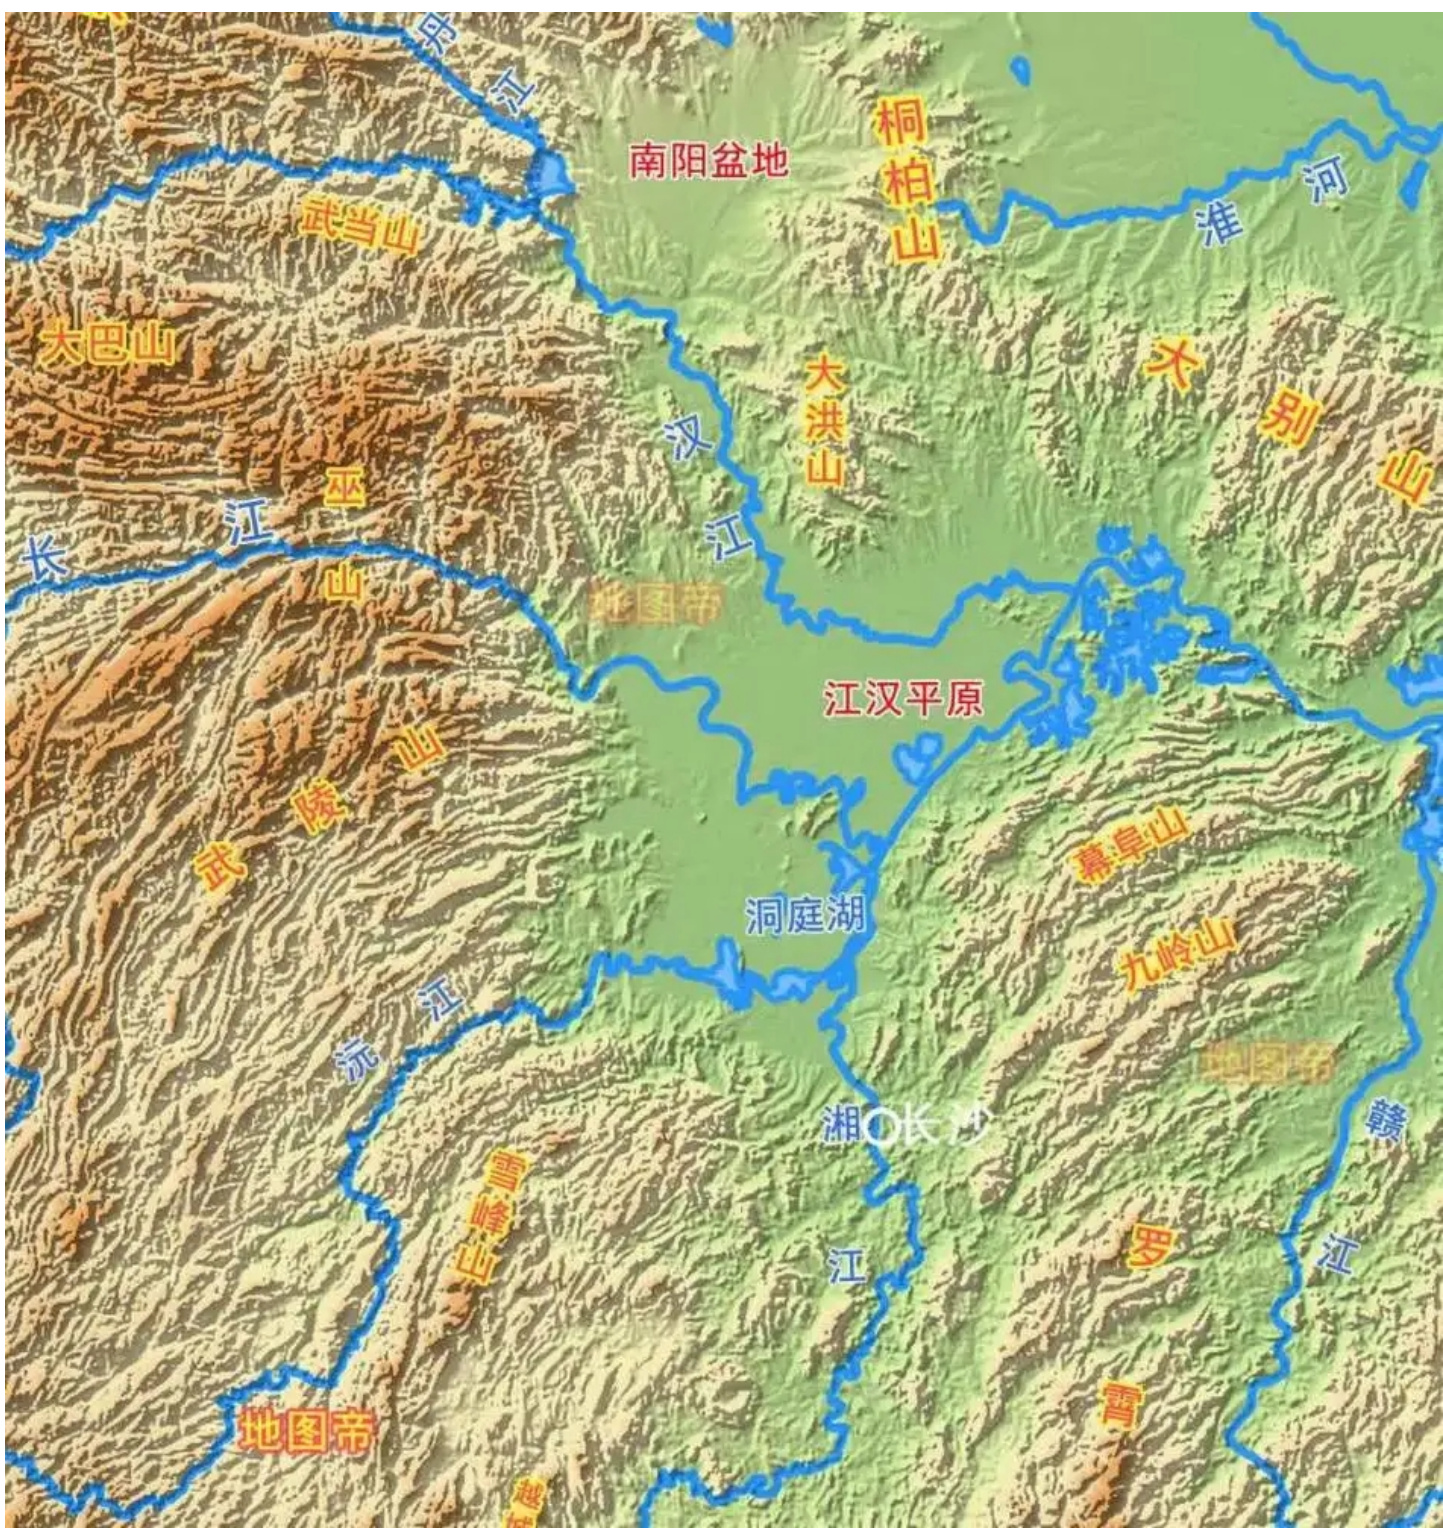 丹江
南阳盆地
桐柏山
淮河
武当山
大巴山
大别山
大洪山
汉江
巫山
长江
地图帝
江汉平原
武陵山
幕阜山
洞庭湖
九岭山
沅江
地图帝
湘江
长沙
赣江
雪峰山
罗霄
地图帝
越城